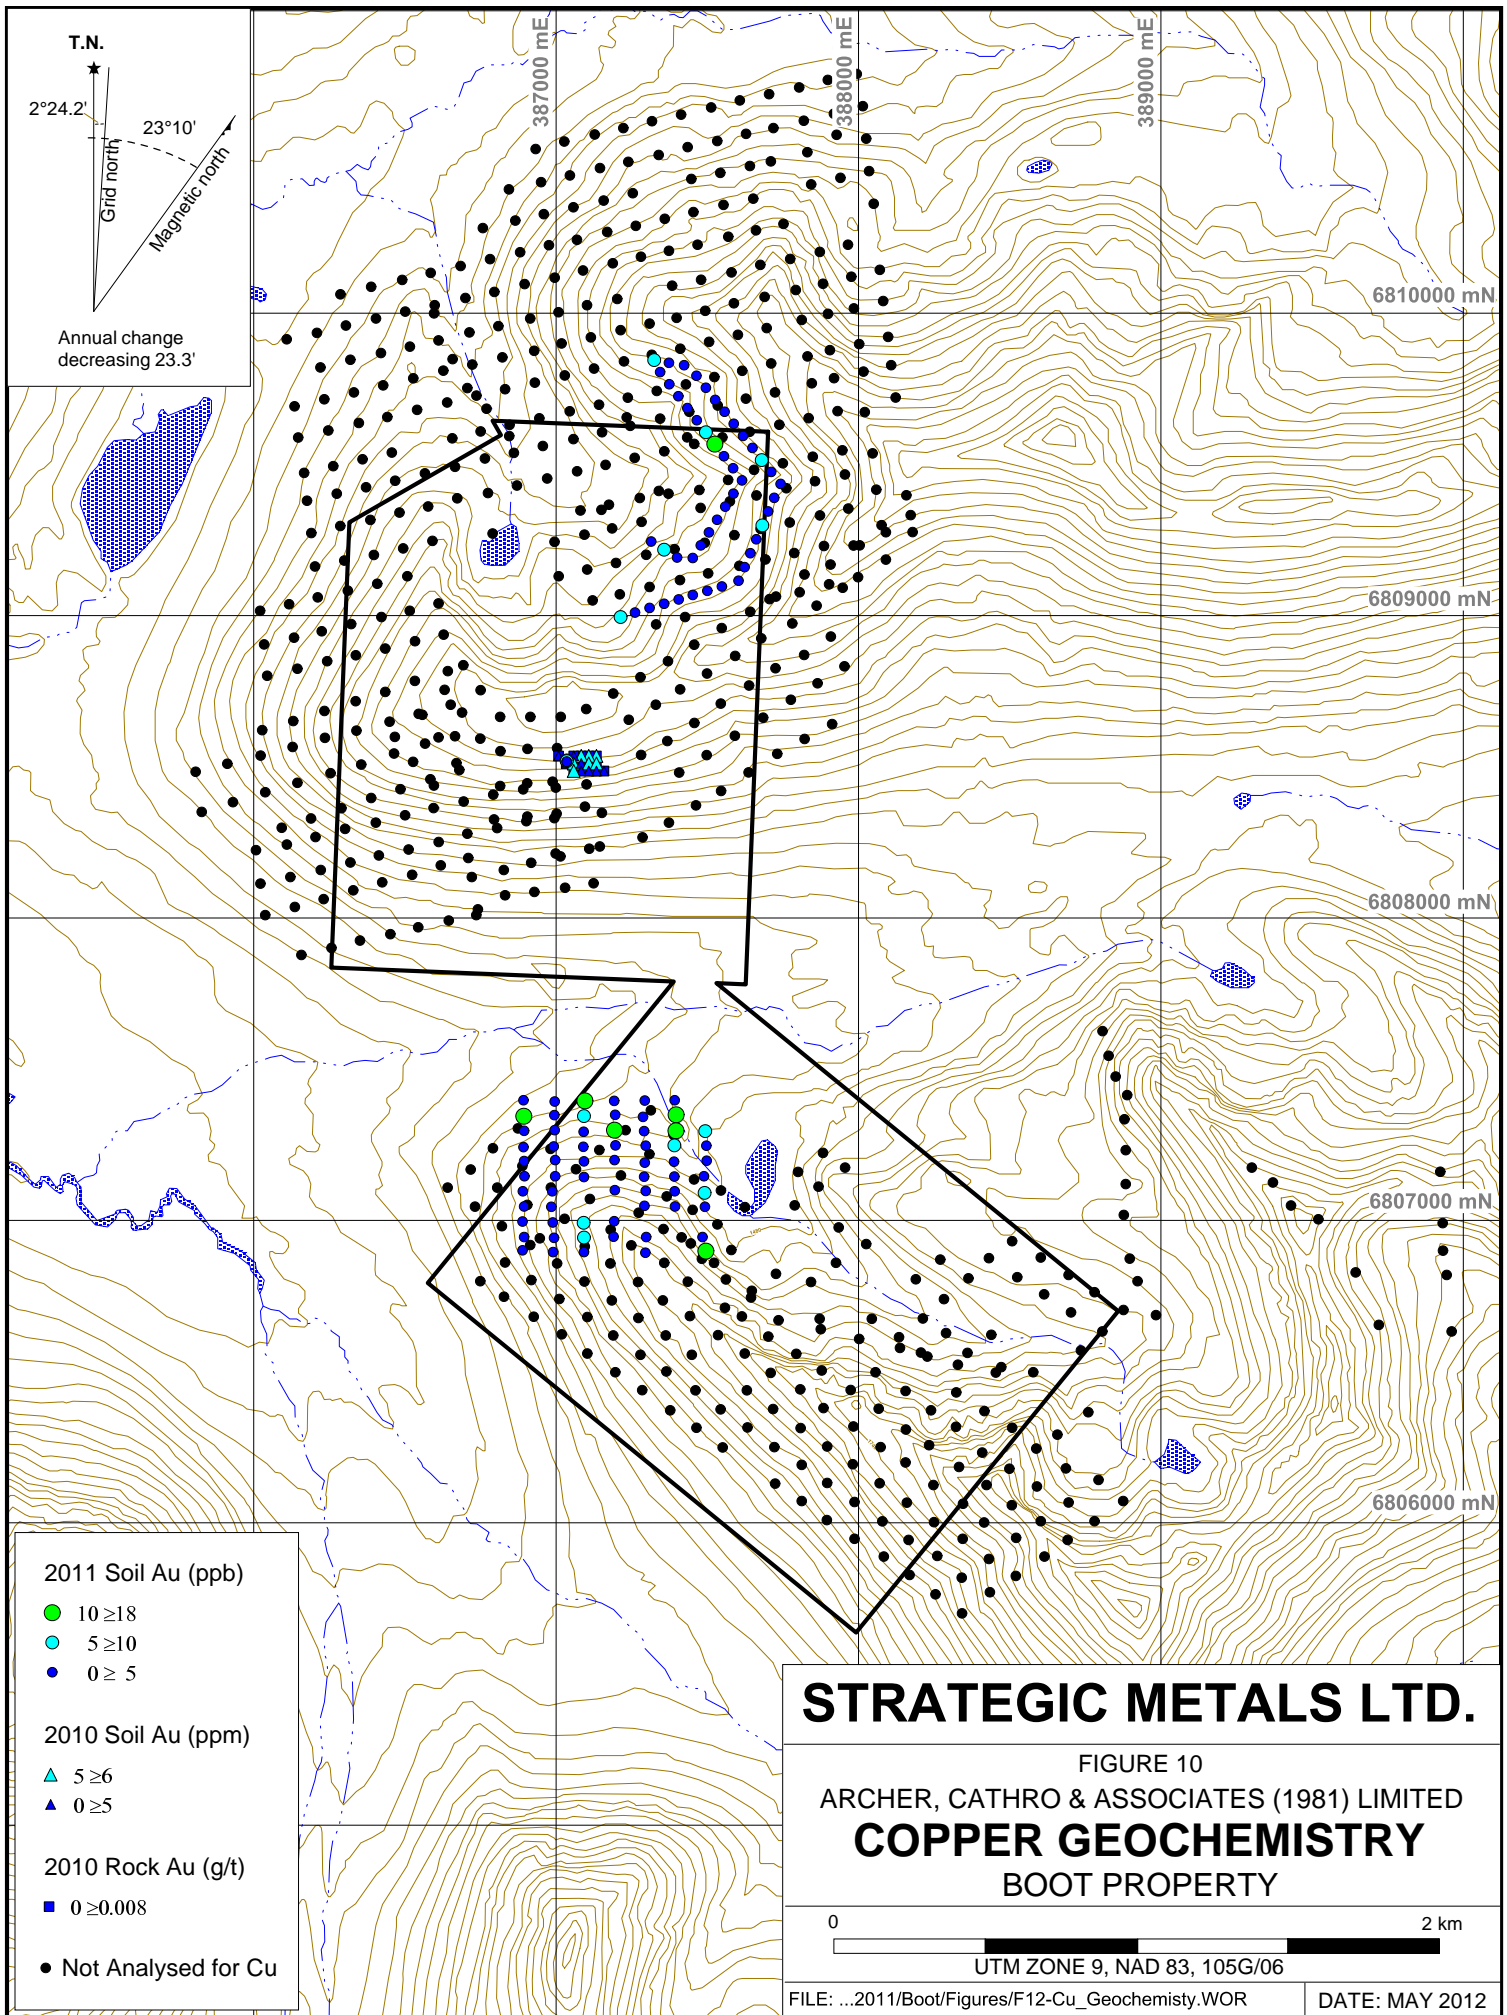 T.N.
2°24.2'
23°10'
Grid north
Magnetic north
Annual change
decreasing 23.3'
387000 mE
388000 mE
389000 mE
6810000 mN
6809000 mN
6808000 mN
6807000 mN
6806000 mN
2011 Soil Au (ppb)
10 ≥18
5 ≥10
0 ≥ 5
2010 Soil Au (ppm)
5 ≥6
0 ≥5
2010 Rock Au (g/t)
0 ≥0.008
Not Analysed for Cu
STRATEGIC METALS LTD.
FIGURE 10
ARCHER, CATHRO & ASSOCIATES (1981) LIMITED
COPPER GEOCHEMISTRY
BOOT PROPERTY
0 2 km
UTM ZONE 9, NAD 83, 105G/06
FILE: ...2011/Boot/Figures/F12-Cu_Geochemisty.WOR
DATE: MAY 2012